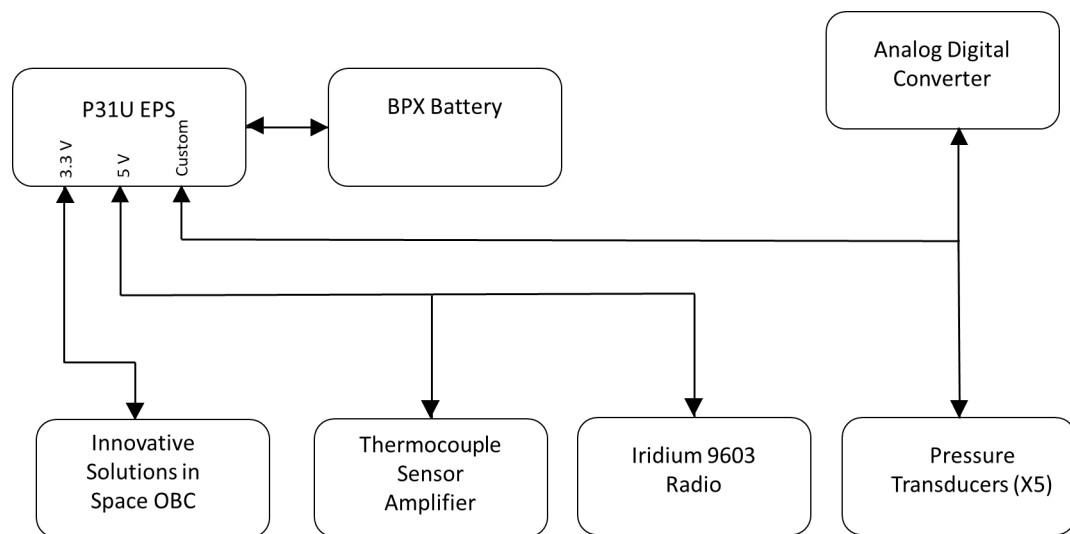 Analog Digital
Converter
P31U EPS
3.3 V
5 V
Custom
BPX Battery
Innovative
Solutions in
Space OBC
Thermocouple
Sensor
Amplifier
Iridium 9603
Radio
Pressure
Transducers (X5)